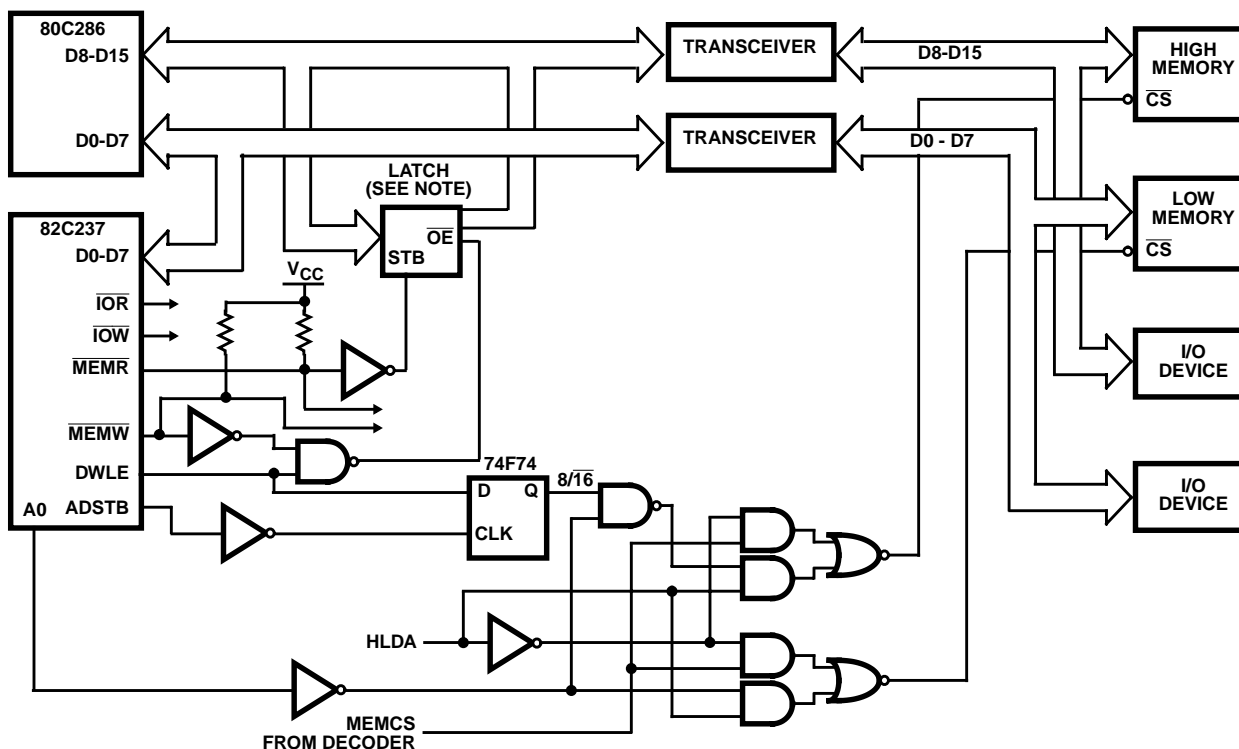 80C286
D8-D15
D0-D7
TRANSCEIVER
D8-D15
HIGH
MEMORY
CS
TRANSCEIVER
D0 - D7
LATCH
(SEE NOTE)
OE
STB
LOW
MEMORY
CS
82C237
D0-D7
IOR
IOW
MEMR
MEMW
DWLE
ADSTB
A0
VCC
I/O
DEVICE
74F74
D
Q
CLK
8/16
I/O
DEVICE
HLDA
MEMCS
FROM DECODER